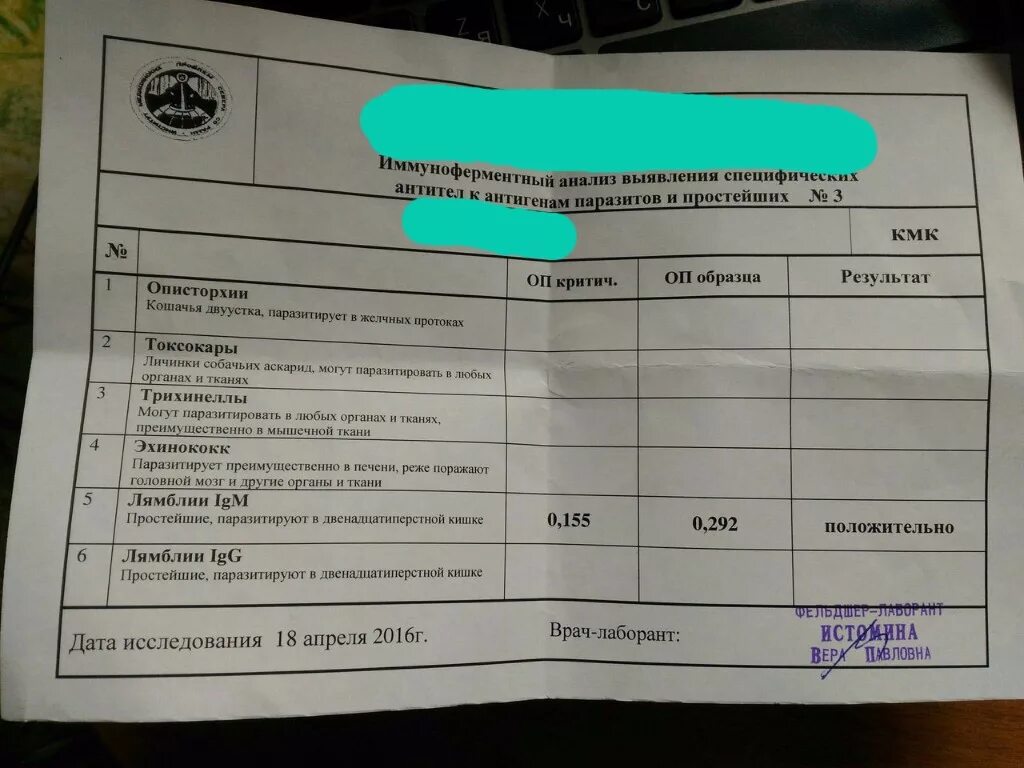 Иммуноферментный анализ выявления специфических
антител к антигенам паразитов и простейших № 3
КМК
№ ОП критич. ОП образца Результат
1 Описторхии
Кошачья двуустка, паразитирует в желчных протоках
2 Токсокары
Личинки собачьих аскарид, могут паразитировать в любых
органах и тканях
3 Трихинеллы
Могут паразитировать в любых органах и тканях,
преимущественно в мышечной ткани
4 Эхинококк
Паразитирует преимущественно в печени, реже поражают
головной мозг и другие органы и ткани
5 Лямблии IgM
Простейшие, паразитируют в двенадцатиперстной кишке 0,155 0,292 положительно
6 Лямблии IgG
Простейшие, паразитируют в двенадцатиперстной кишке
Дата исследования 18 апреля 2016г. Врач-лаборант:
ФЕЛЬДШЕР-ЛАБОРАНТ
ИСТОМИНА
ВЕРА ПАВЛОВНА
Х Ч
В